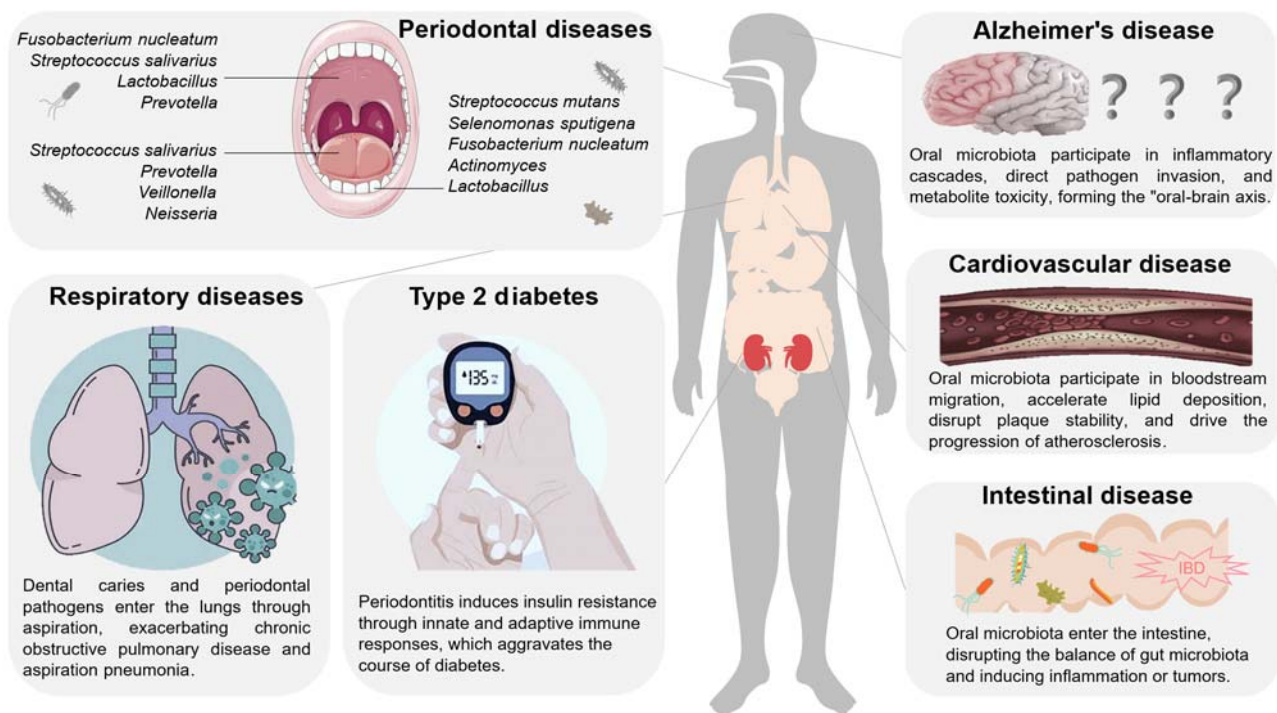 Periodontal diseases
Fusobacterium nucleatum
Streptococcus salivarius
Lactobacillus
Prevotella
Streptococcus salivarius
Prevotella
Veillonella
Neisseria
Streptococcus mutans
Selenomonas sputigena
Fusobacterium nucleatum
Actinomyces
Lactobacillus
Alzheimer's disease
? ? ?
Oral microbiota participate in inflammatory
cascades, direct pathogen invasion, and
metabolite toxicity, forming the "oral-brain axis.
Respiratory diseases
Dental caries and periodontal
pathogens enter the lungs through
aspiration, exacerbating chronic
obstructive pulmonary disease and
aspiration pneumonia.
Type 2 diabetes
135
Periodontitis induces insulin resistance
through innate and adaptive immune
responses, which aggravates the
course of diabetes.
Cardiovascular disease
Oral microbiota participate in bloodstream
migration, accelerate lipid deposition,
disrupt plaque stability, and drive the
progression of atherosclerosis.
Intestinal disease
IBD
Oral microbiota enter the intestine,
disrupting the balance of gut microbiota
and inducing inflammation or tumors.